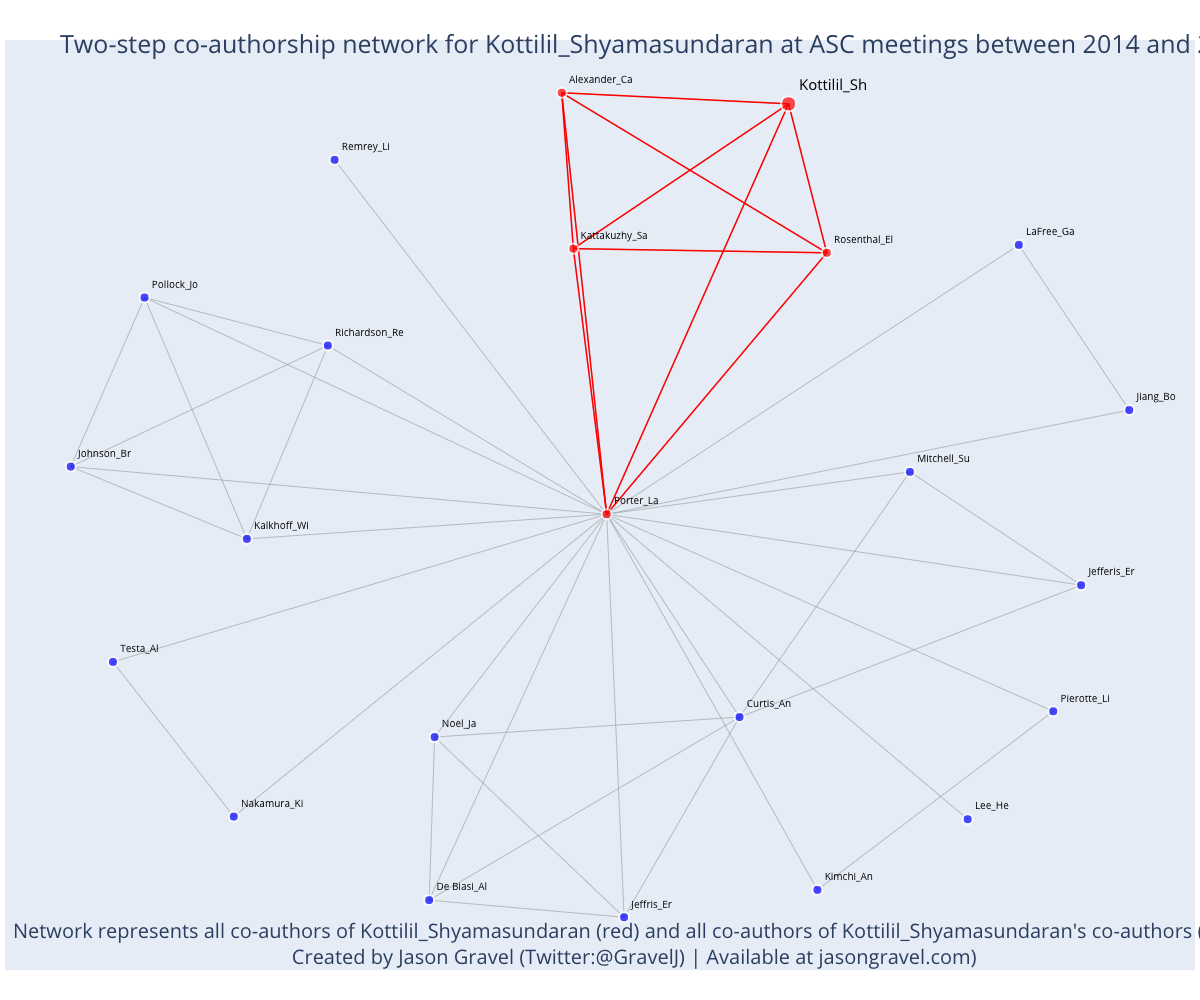 Two-step co-authorship network for Kottilil_Shyamasundaran at ASC meetings between 2014 and
Alexander_Ca
Kottilil_Sh
Remrey_Li
Kattakuzhy_Sa
Rosenthal_El
LaFree_Ga
Pollock_Jo
Richardson_Re
Jiang_Bo
Johnson_Br
Mitchell_Su
Porter_La
Kalkhoff_Wi
Jefferis_Er
Testa_Al
Pierotte_Li
Curtis_An
Noel_Ja
Nakamura_Ki
Lee_He
Kimchi_An
De Biasi_Al
Jeffris_Er
Network represents all co-authors of Kottilil_Shyamasundaran (red) and all co-authors of Kottilil_Shyamasundaran's co-authors (
Created by Jason Gravel (Twitter:@GravelJ) | Available at jasongravel.com)